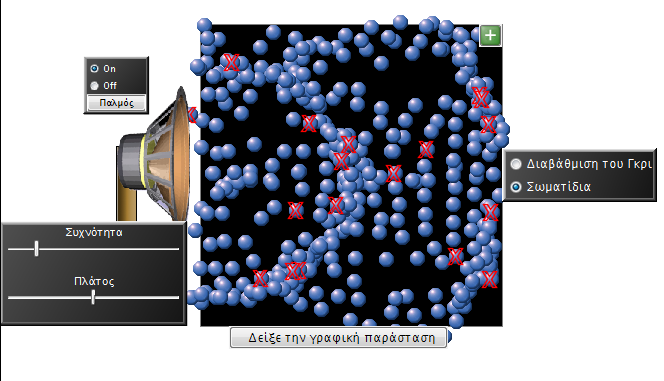 On
Off
Παλμός
Διαβάθμιση του Γκρι
Σωματίδια
Συχνότητα
Πλάτος
Δείξε την γραφική παράσταση